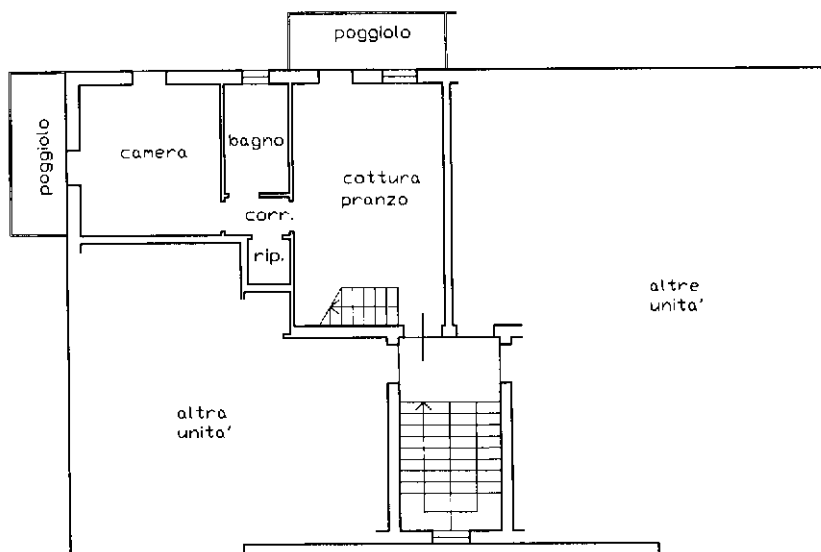 poggiolo
poggiolo
camera
bagno
cottura
pranzo
corr.
rip.
altre
unita'
altra
unita'